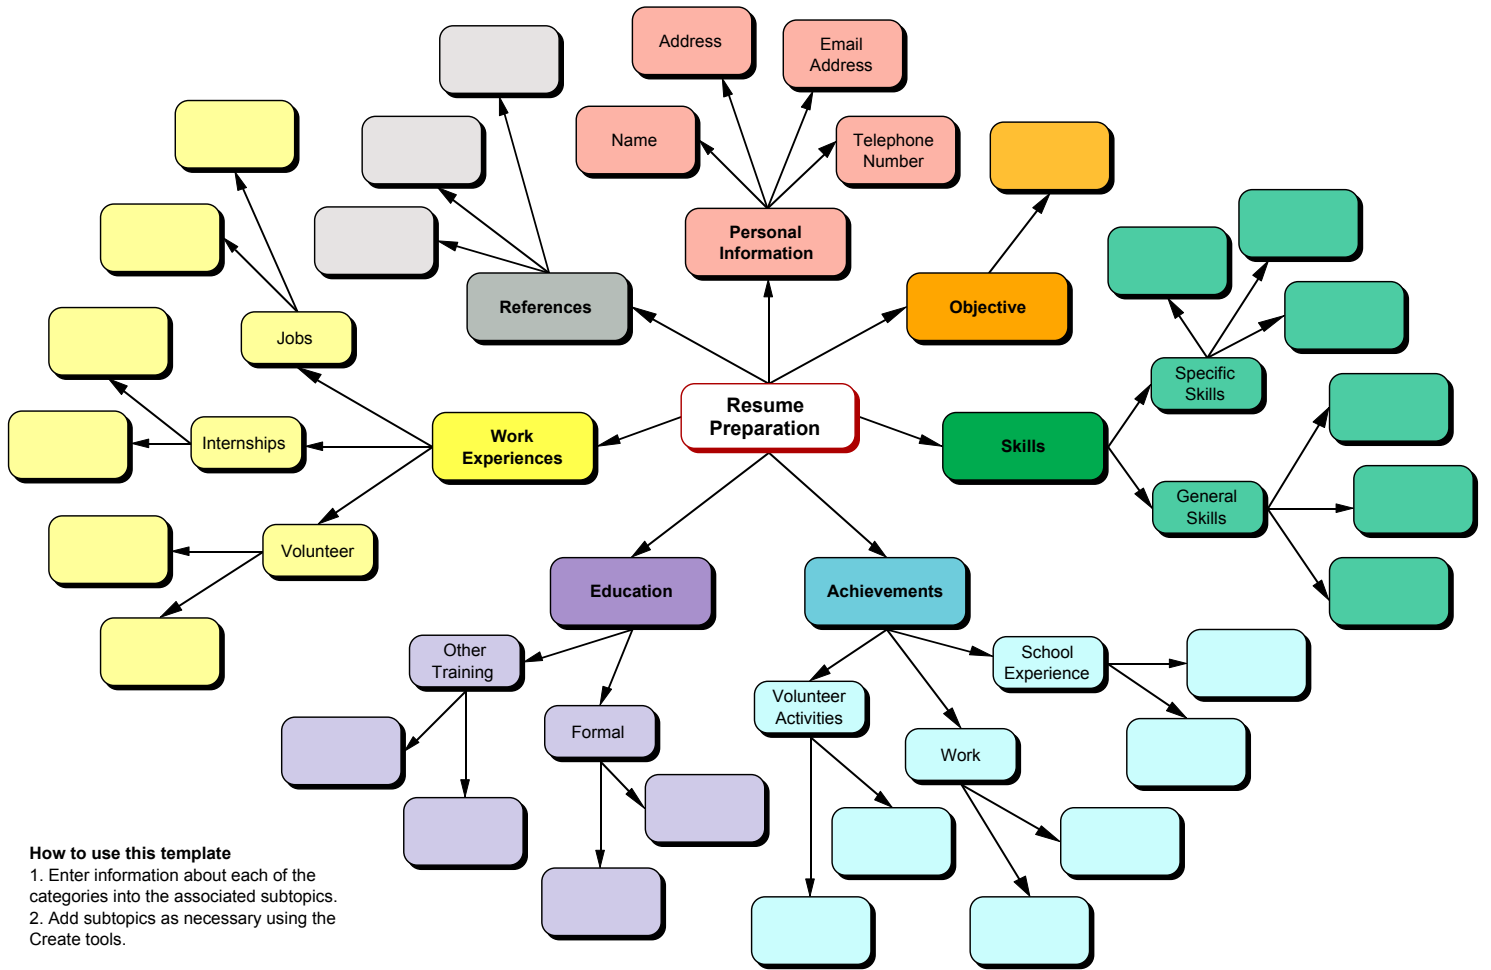 Address
Email
Address
Name
Telephone
Number
Personal
Information
References
Objective
Jobs
Specific
Skills
Resume
Preparation
Internships
Work
Experiences
Skills
General
Skills
Volunteer
Education
Achievements
Other
Training
School
Experience
Volunteer
Activities
Formal
Work
How to use this template
1. Enter information about each of the
categories into the associated subtopics.
2. Add subtopics as necessary using the
Create tools.